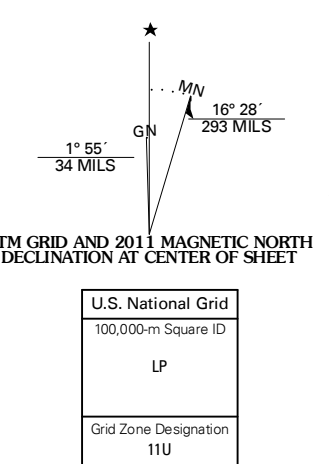 ★
MN
GN
16° 28´
293 MILS
1° 55´
34 MILS
TM GRID AND 2011 MAGNETIC NORTH
DECLINATION AT CENTER OF SHEET
U.S. National Grid
100,000-m Square ID
LP
Grid Zone Designation
11U